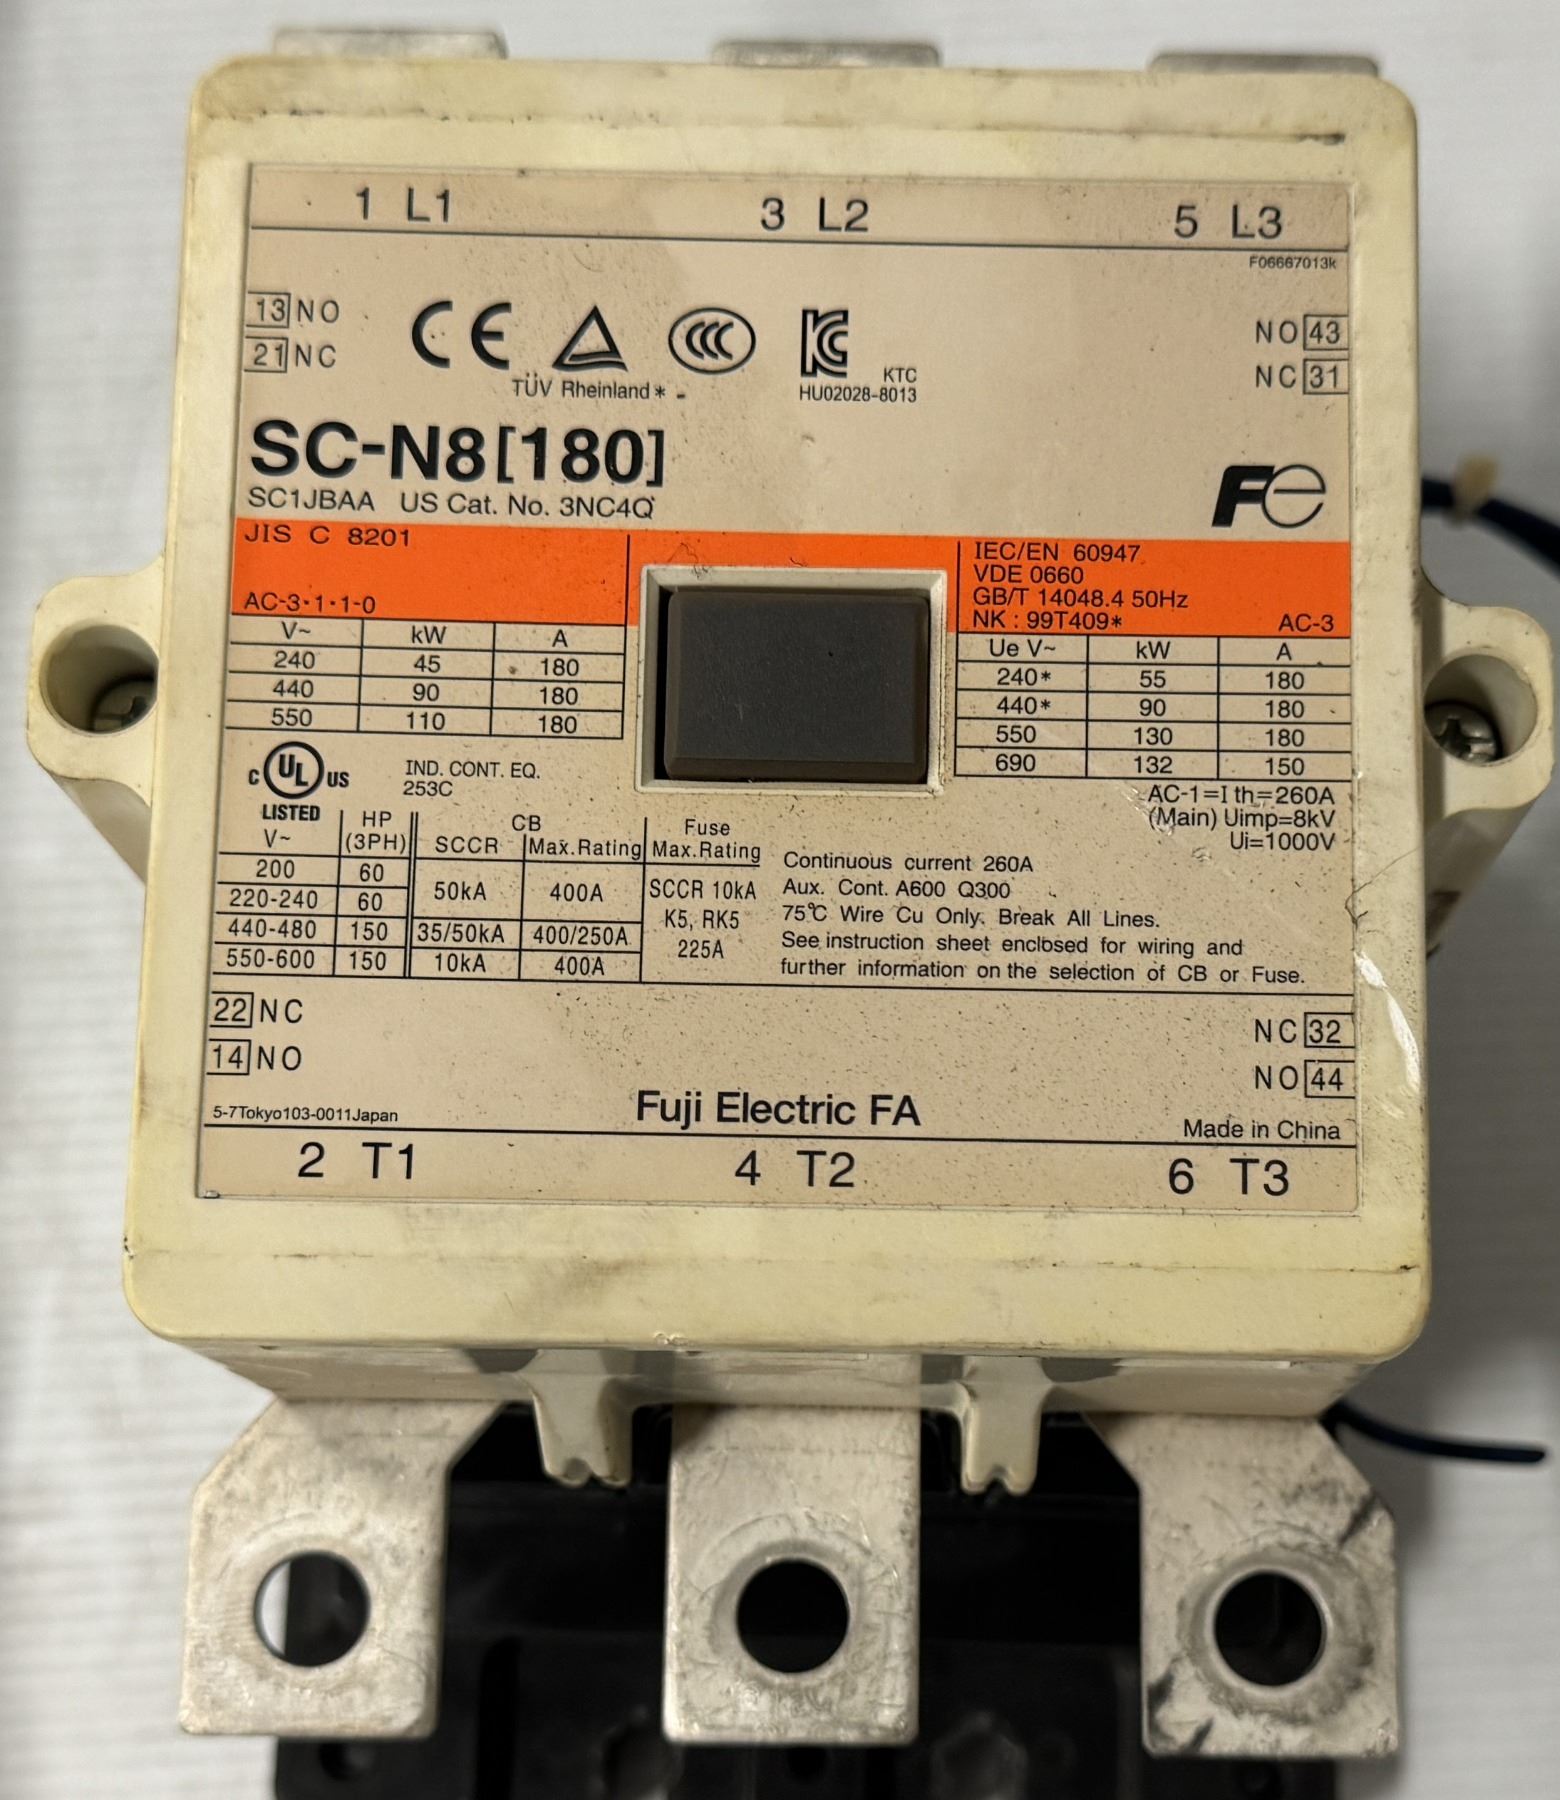 1 L1 3 L2 5 L3
F06667013k
13 NO
21 NC
CE
TÜV Rheinland * -
CCC
KC
KTC
HU02028-8013
NO 43
NC 31
SC-N8[180]
SC1JBAA US Cat. No. 3NC4Q
Fe
JIS C 8201
AC-3·1·1-0
V~ kW A
240 45 180
440 90 180
550 110 180
IEC/EN 60947
VDE 0660
GB/T 14048.4 50Hz
NK : 99T409* AC-3
Ue V~ kW A
240* 55 180
440* 90 180
550 130 180
690 132 150
AC-1=I th=260A
(Main) Uimp=8kV
Ui=1000V
C UL US
LISTED
IND. CONT. EQ.
253C
V~ HP (3PH) CB Fuse
SCCR Max.Rating Max.Rating
200 60 50kA 400A SCCR 10kA
220-240 60 K5, RK5
440-480 150 35/50kA 400/250A 225A
550-600 150 10kA 400A
Continuous current 260A
Aux. Cont. A600 Q300
75℃ Wire Cu Only. Break All Lines.
See instruction sheet enclosed for wiring and
further information on the selection of CB or Fuse.
22 NC
14 NO
NC 32
NO 44
5-7Tokyo103-0011Japan
Fuji Electric FA
Made in China
2 T1 4 T2 6 T3